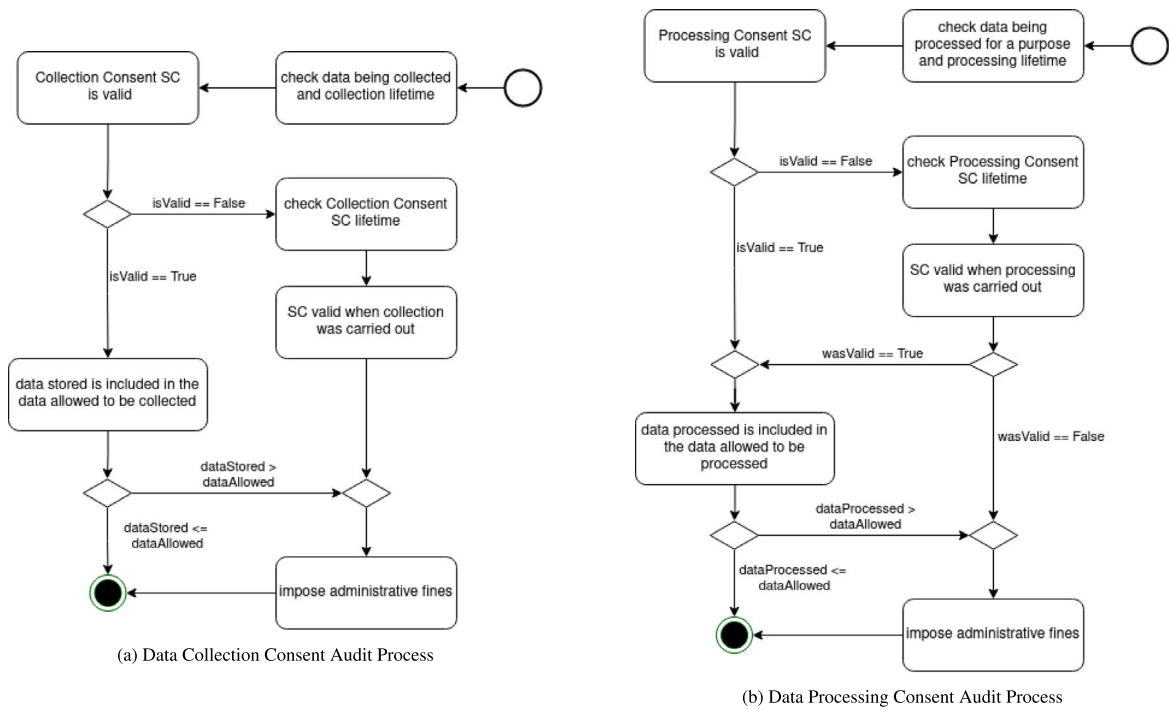 Collection Consent SC
is valid
check data being collected
and collection lifetime
isValid == False
check Collection Consent
SC lifetime
isValid == True
SC valid when collection
was carried out
data stored is included in the
data allowed to be collected
dataStored >
dataAllowed
dataStored <=
dataAllowed
impose administrative fines
(a) Data Collection Consent Audit Process
Processing Consent SC
is valid
check data being
processed for a purpose
and processing lifetime
isValid == False
check Processing Consent
SC lifetime
isValid == True
SC valid when processing
was carried out
wasValid == True
data processed is included in
the data allowed to be
processed
wasValid == False
dataProcessed >
dataAllowed
dataProcessed <=
dataAllowed
impose administrative fines
(b) Data Processing Consent Audit Process